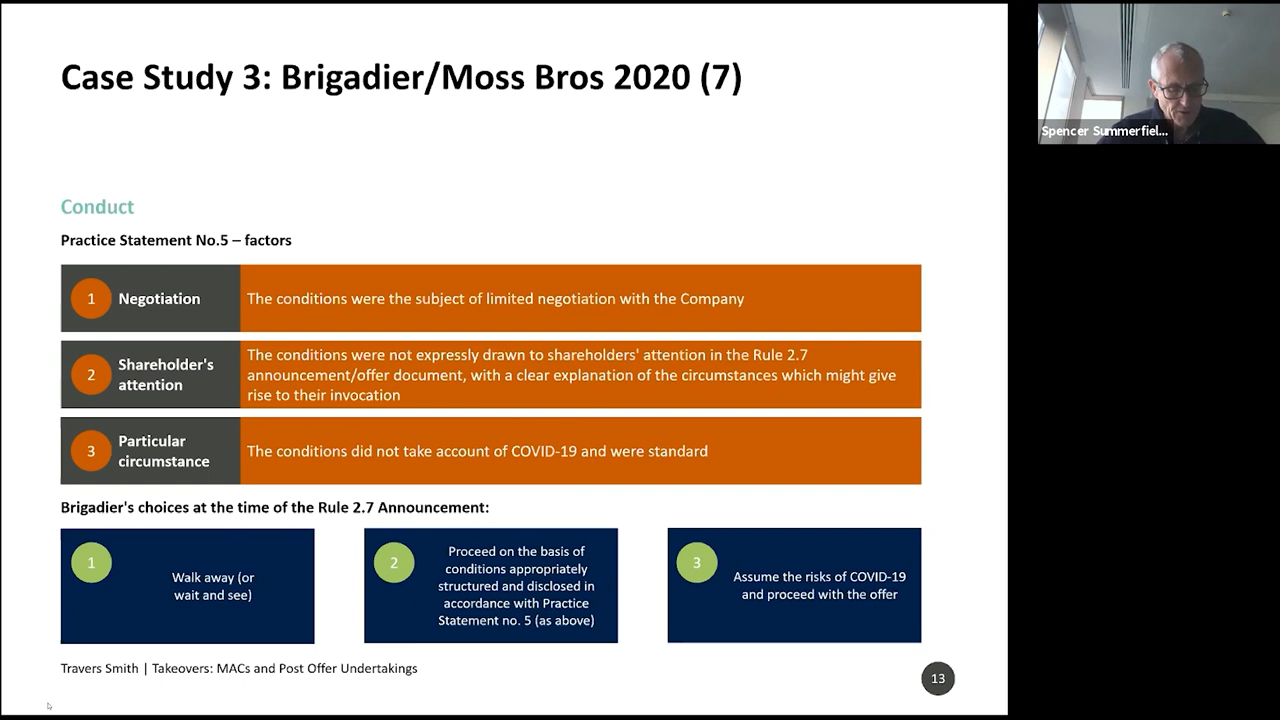 Case Study 3: Brigadier/Moss Bros 2020 (7)
Spencer Summerfiel...
Conduct
Practice Statement No.5 – factors
1
Negotiation
The conditions were the subject of limited negotiation with the Company
2
Shareholder's
attention
The conditions were not expressly drawn to shareholders' attention in the Rule 2.7
announcement/offer document, with a clear explanation of the circumstances which might give
rise to their invocation
3
Particular
circumstance
The conditions did not take account of COVID-19 and were standard
Brigadier's choices at the time of the Rule 2.7 Announcement:
1
Walk away (or
wait and see)
2
Proceed on the basis of
conditions appropriately
structured and disclosed in
accordance with Practice
Statement no. 5 (as above)
3
Assume the risks of COVID-19
and proceed with the offer
Travers Smith | Takeovers: MACs and Post Offer Undertakings
13